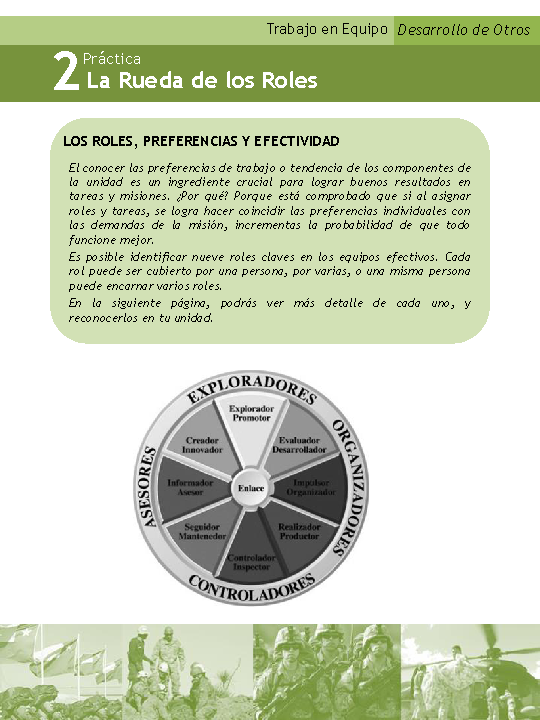 Trabajo en Equipo Desarrollo de Otros
2 Práctica
La Rueda de los Roles
LOS ROLES, PREFERENCIAS Y EFECTIVIDAD
El conocer las preferencias de trabajo o tendencia de los componentes de
la unidad es un ingrediente crucial para lograr buenos resultados en
tareas y misiones. ¿Por qué? Porque está comprobado que si al asignar
roles y tareas, se logra hacer coincidir las preferencias individuales con
las demandas de la misión, incrementas la probabilidad de que todo
funcione mejor.
Es posible identificar nueve roles claves en los equipos efectivos. Cada
rol puede ser cubierto por una persona, por varias, o una misma persona
puede encarnar varios roles.
En la siguiente página, podrás ver más detalle de cada uno, y
reconocerlos en tu unidad.
EXPLORADORES
Explorador
Promotor
Creador
Innovador
Evaluador
Desarrollador
ASESORES
ORGANIZADORES
Informador
Asesor
Enlace
Impulsor
Organizador
Seguidor
Mantenedor
Realizador
Productor
Controlador
Inspector
CONTROLADORES